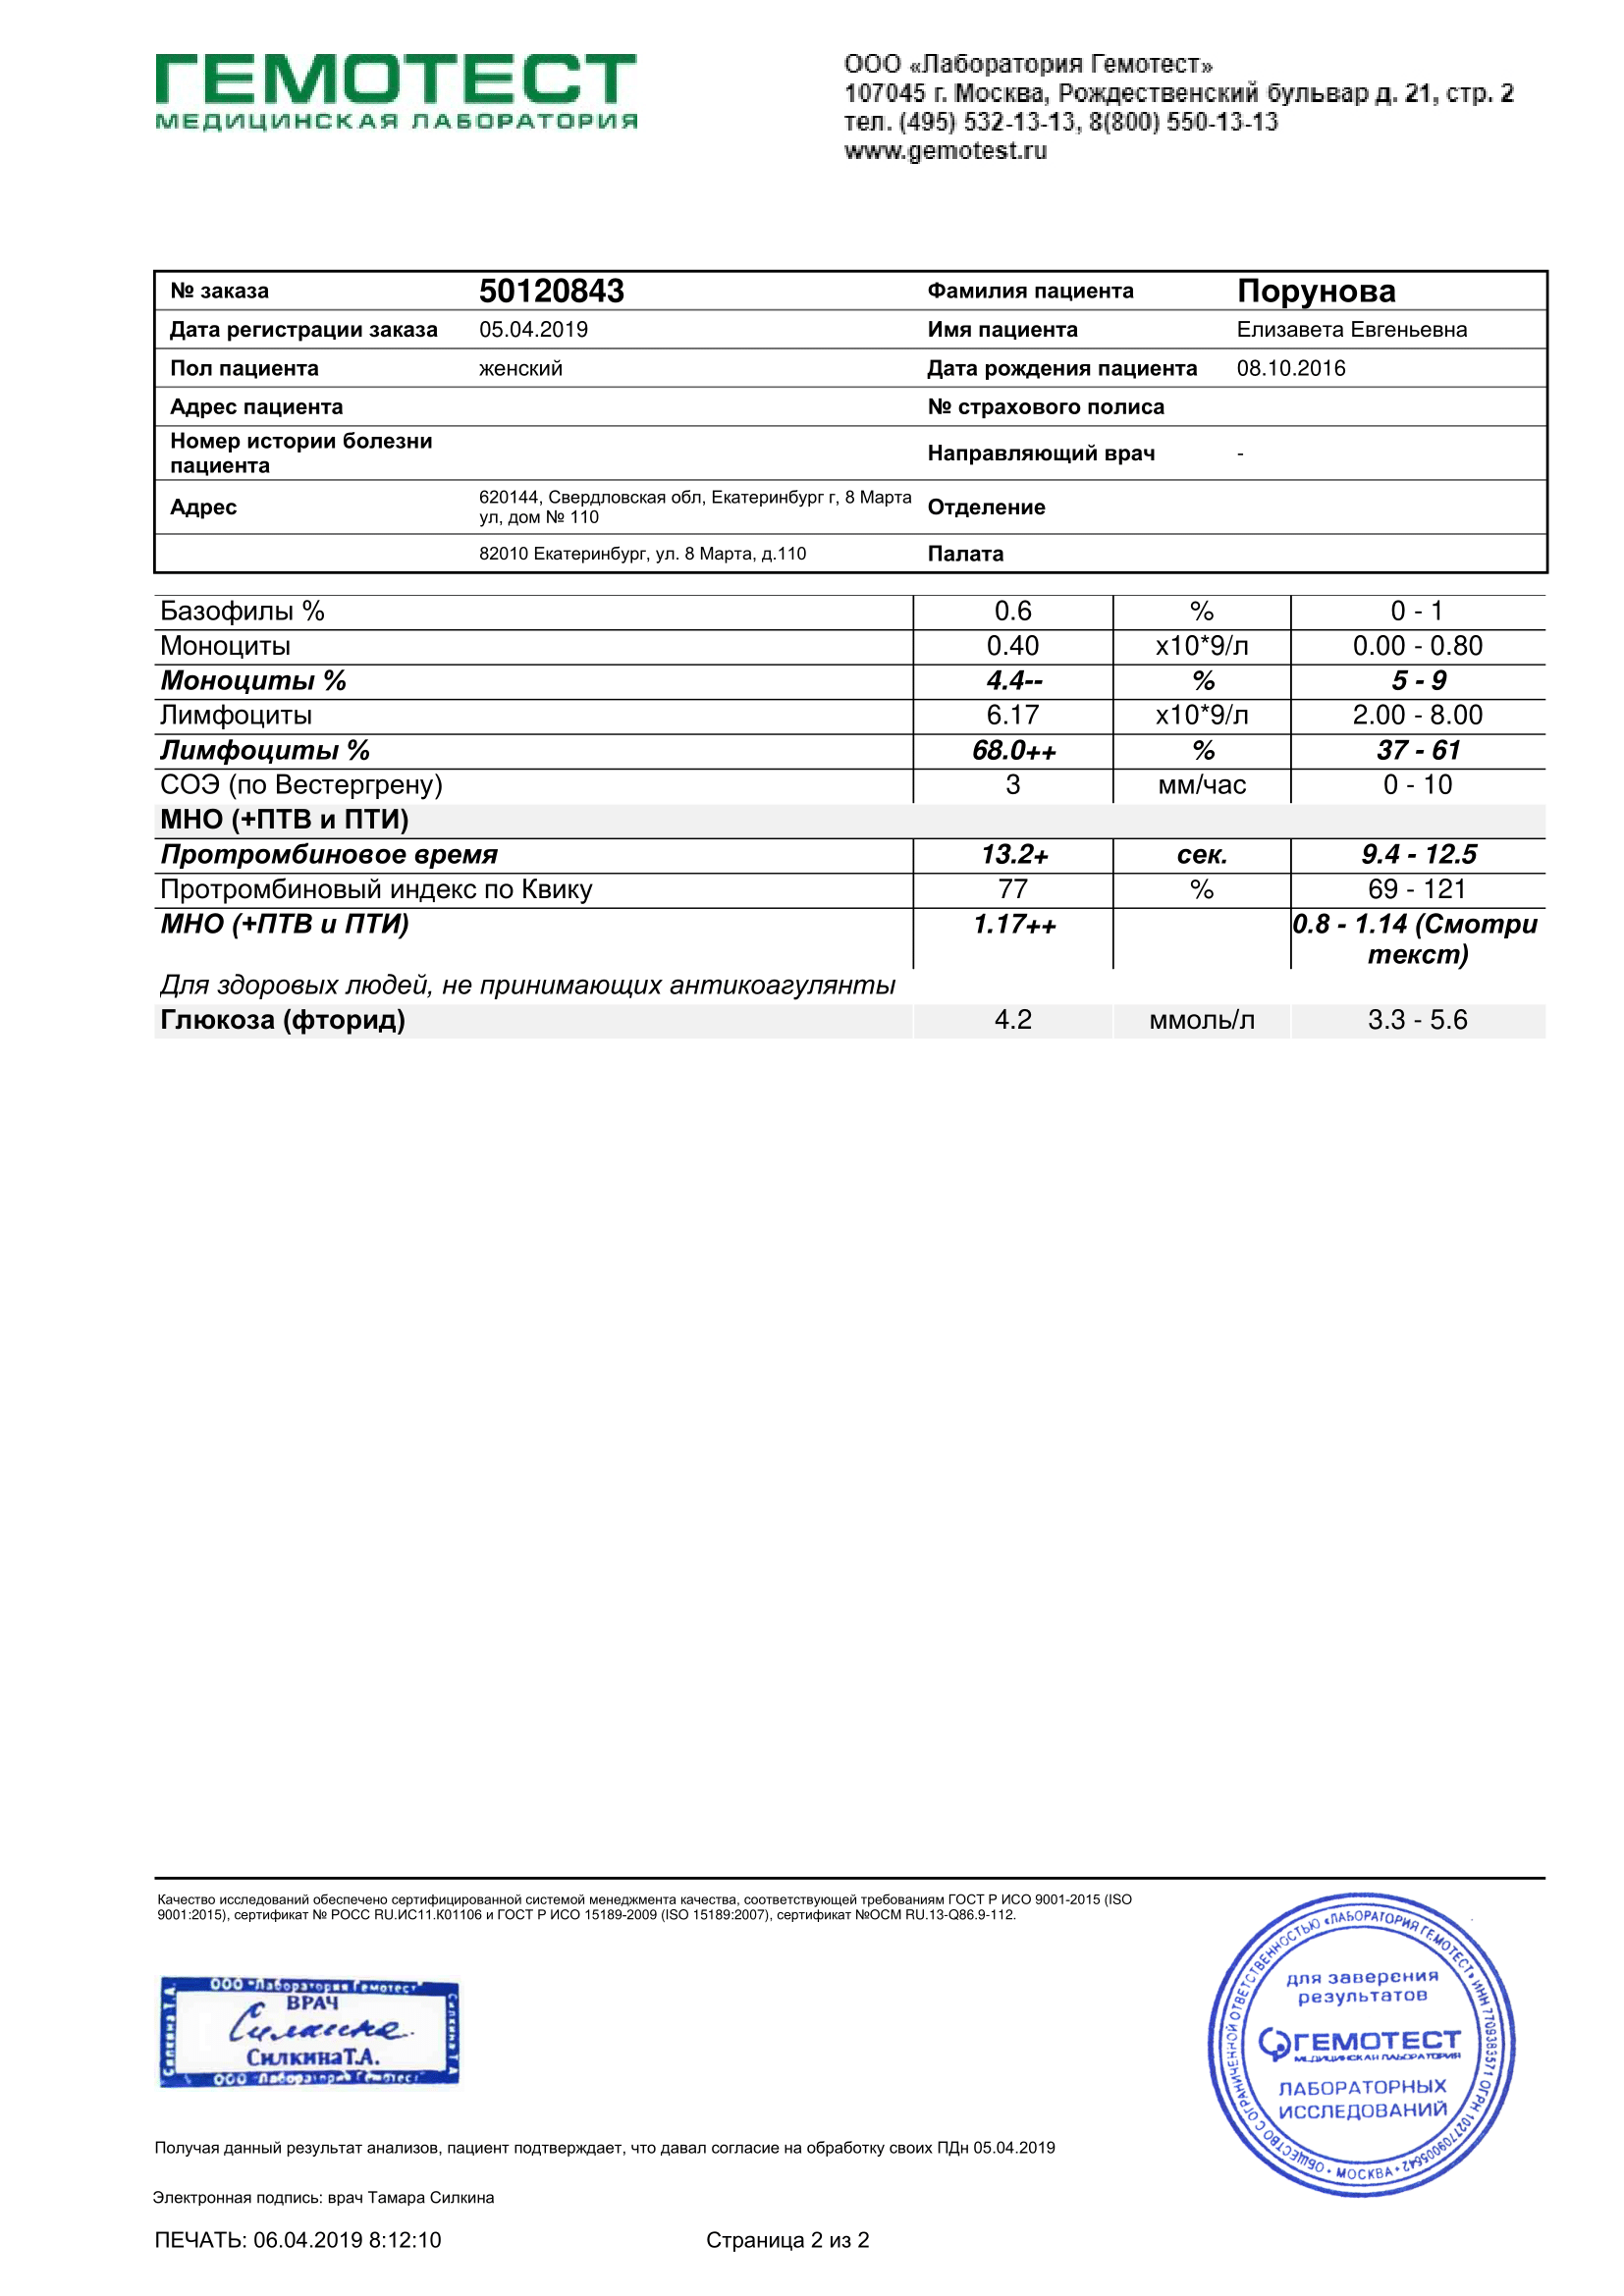 ГЕМОТЕСТ
МЕДИЦИНСКАЯ ЛАБОРАТОРИЯ
ООО «Лаборатория Гемотест»
107045 г. Москва, Рождественский бульвар д. 21, стр. 2
тел. (495) 532-13-13, 8(800) 550-13-13
www.gemotest.ru
№ заказа 50120843 Фамилия пациента Порунова
Дата регистрации заказа 05.04.2019 Имя пациента Елизавета Евгеньевна
Пол пациента женский Дата рождения пациента 08.10.2016
Адрес пациента № страхового полиса
Номер истории болезни
пациента Направляющий врач -
Адрес 620144, Свердловская обл, Екатеринбург г, 8 Марта
ул, дом № 110 Отделение
82010 Екатеринбург, ул. 8 Марта, д.110 Палата
Базофилы % 0.6 % 0 - 1
Моноциты 0.40 x10*9/л 0.00 - 0.80
Моноциты % 4.4-- % 5 - 9
Лимфоциты 6.17 x10*9/л 2.00 - 8.00
Лимфоциты % 68.0++ % 37 - 61
СОЭ (по Вестергрену) 3 мм/час 0 - 10
МНО (+ПТВ и ПТИ)
Протромбиновое время 13.2+ сек. 9.4 - 12.5
Протромбиновый индекс по Квику 77 % 69 - 121
МНО (+ПТВ и ПТИ) 1.17++ 0.8 - 1.14 (Смотри
текст)
Для здоровых людей, не принимающих антикоагулянты
Глюкоза (фторид) 4.2 ммоль/л 3.3 - 5.6
Качество исследований обеспечено сертифицированной системой менеджмента качества, соответствующей требованиям ГОСТ Р ИСО 9001-2015 (ISO
9001:2015), сертификат № РОСС RU.ИС11.К01106 и ГОСТ Р ИСО 15189-2009 (ISO 15189:2007), сертификат №ОСМ RU.13-Q86.9-112.
ООО "Лаборатория Гемотест"
ВРАЧ
Силкина
Силкина Т.А.
ООО "Лаборатория Гемотест"
Силкина Т.А.
Силкина Т.А.
ОБЩЕСТВО С ОГРАНИЧЕННОЙ ОТВЕТСТВЕННОСТЬЮ «ЛАБОРАТОРИЯ ГЕМОТЕСТ» ИНН 7709383571 ОГРН 1027709005642 • МОСКВА •
для заверения
результатов
ГЕМОТЕСТ
МЕДИЦИНСКАЯ ЛАБОРАТОРИЯ
ЛАБОРАТОРНЫХ
ИССЛЕДОВАНИЙ
Получая данный результат анализов, пациент подтверждает, что давал согласие на обработку своих ПДн 05.04.2019
Электронная подпись: врач Тамара Силкина
ПЕЧАТЬ: 06.04.2019 8:12:10 Страница 2 из 2